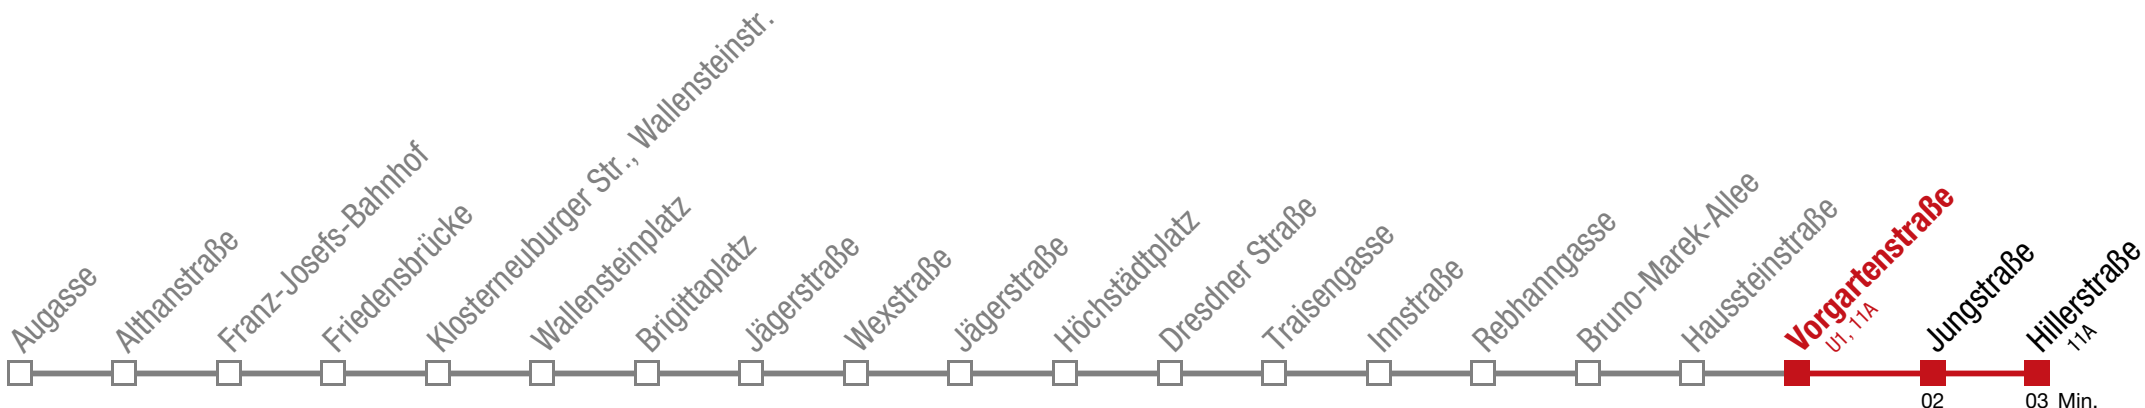 Augasse
Althanstraße
Franz-Josefs-Bahnhof
Friedensbrücke
Klosterneuburger Str., Wallensteinstr.
Wallensteinplatz
Brigittaplatz
Jägerstraße
Wexstraße
Jägerstraße
Höchstädtplatz
Dresdner Straße
Traisengasse
Innstraße
Rebhanngasse
Bruno-Marek-Allee
Haussteinstraße
Vorgartenstraße
U1, 11A
Jungstraße
Hillerstraße
11A
02
03 Min.